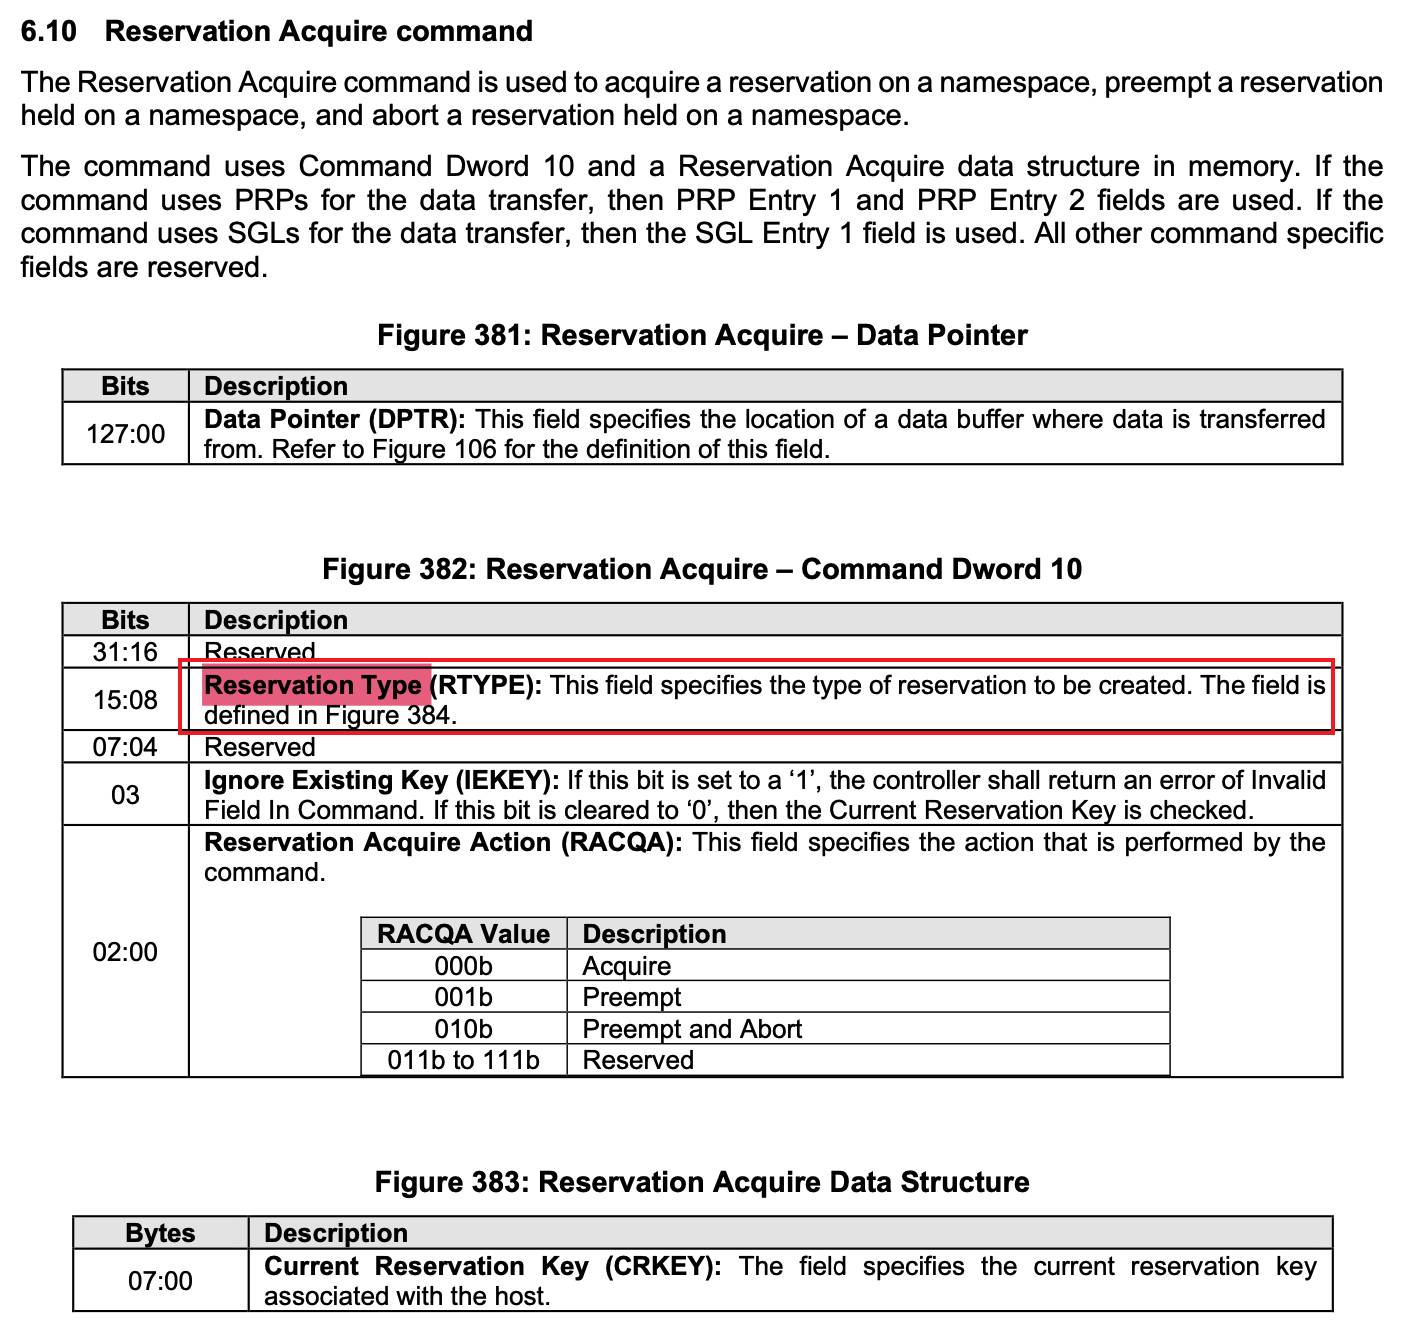 6.10 Reservation Acquire command
The Reservation Acquire command is used to acquire a reservation on a namespace, preempt a reservation
held on a namespace, and abort a reservation held on a namespace.
The command uses Command Dword 10 and a Reservation Acquire data structure in memory. If the
command uses PRPs for the data transfer, then PRP Entry 1 and PRP Entry 2 fields are used. If the
command uses SGLs for the data transfer, then the SGL Entry 1 field is used. All other command specific
fields are reserved.
Figure 381: Reservation Acquire – Data Pointer
Bits Description
127:00 Data Pointer (DPTR): This field specifies the location of a data buffer where data is transferred
from. Refer to Figure 106 for the definition of this field.
Figure 382: Reservation Acquire – Command Dword 10
Bits Description
31:16 Reserved
15:08 Reservation Type (RTYPE): This field specifies the type of reservation to be created. The field is
defined in Figure 384.
07:04 Reserved
03 Ignore Existing Key (IEKEY): If this bit is set to a ‘1’, the controller shall return an error of Invalid
Field In Command. If this bit is cleared to ‘0’, then the Current Reservation Key is checked.
02:00 Reservation Acquire Action (RACQA): This field specifies the action that is performed by the
command.
RACQA Value Description
000b Acquire
001b Preempt
010b Preempt and Abort
011b to 111b Reserved
Figure 383: Reservation Acquire Data Structure
Bytes Description
07:00 Current Reservation Key (CRKEY): The field specifies the current reservation key
associated with the host.